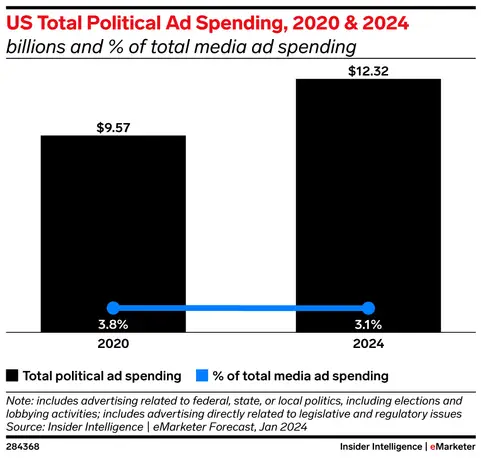 US Total Political Ad Spending, 2020 & 2024
billions and % of total media ad spending
$12.32
$9.57
3.8%
3.1%
2020
2024
Total political ad spending
% of total media ad spending
Note: includes advertising related to federal, state, or local politics, including elections and
lobbying activities; includes advertising directly related to legislative and regulatory issues
Source: Insider Intelligence | eMarketer Forecast, Jan 2024
284368
Insider Intelligence | eMarketer